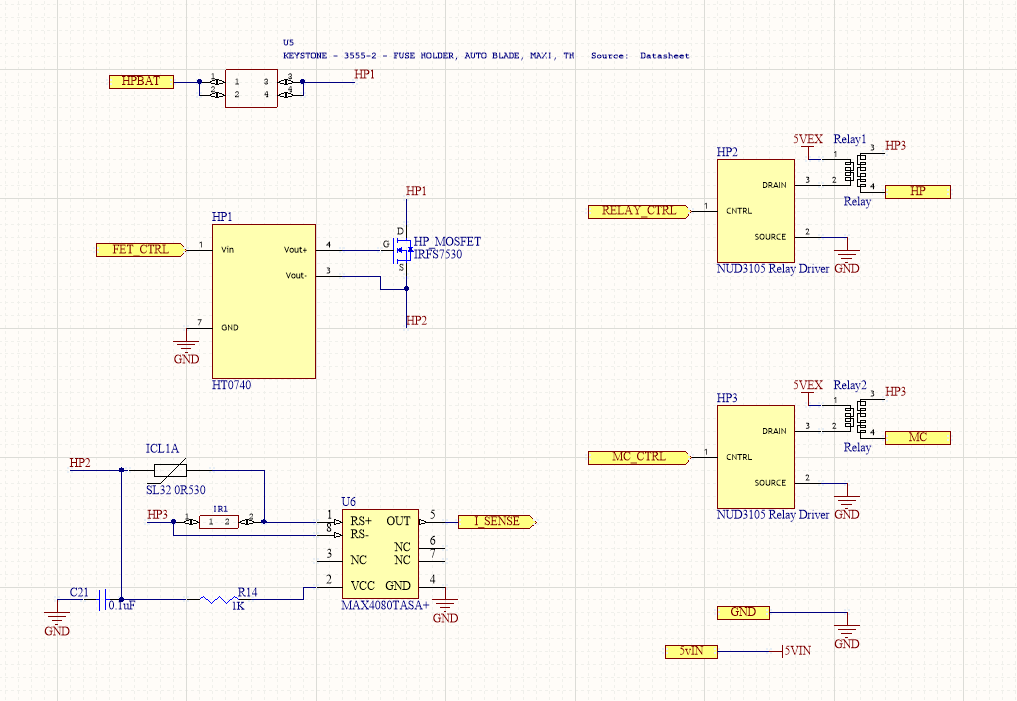 U5
KEYSTONE - 3555-2 - FUSE HOLDER, AUTO BLADE, MAXI, TH Source: Datasheet
HPBAT 1 2 1 2 3 4 3 4 HP1
HP1
HP1
FET_CTRL 1 Vin Vout+ 4 G D S HP_MOSFET
IRFS7530
Vout- 3
HP2
7 GND
GND
HT0740
5VEX Relay1
HP2 1 3 HP3
DRAIN 3 2 4 HP
Relay
RELAY_CTRL 1 CNTRL
SOURCE 2
NUD3105 Relay Driver GND
5VEX Relay2
HP3 1 3 HP3
DRAIN 3 2 4 MC
Relay
MC_CTRL 1 CNTRL
SOURCE 2
NUD3105 Relay Driver GND
ICL1A
HP2
SL32 0R530
HP3 1 IR1 1 2 2
U6
1 RS+ OUT 5 I_SENSE
8 RS-
NC 6
3 NC NC 7
2 VCC GND 4
MAX4080TASA+ GND
C21 0.1uF
R14
1K
GND
GND
GND
5vIN 5VIN